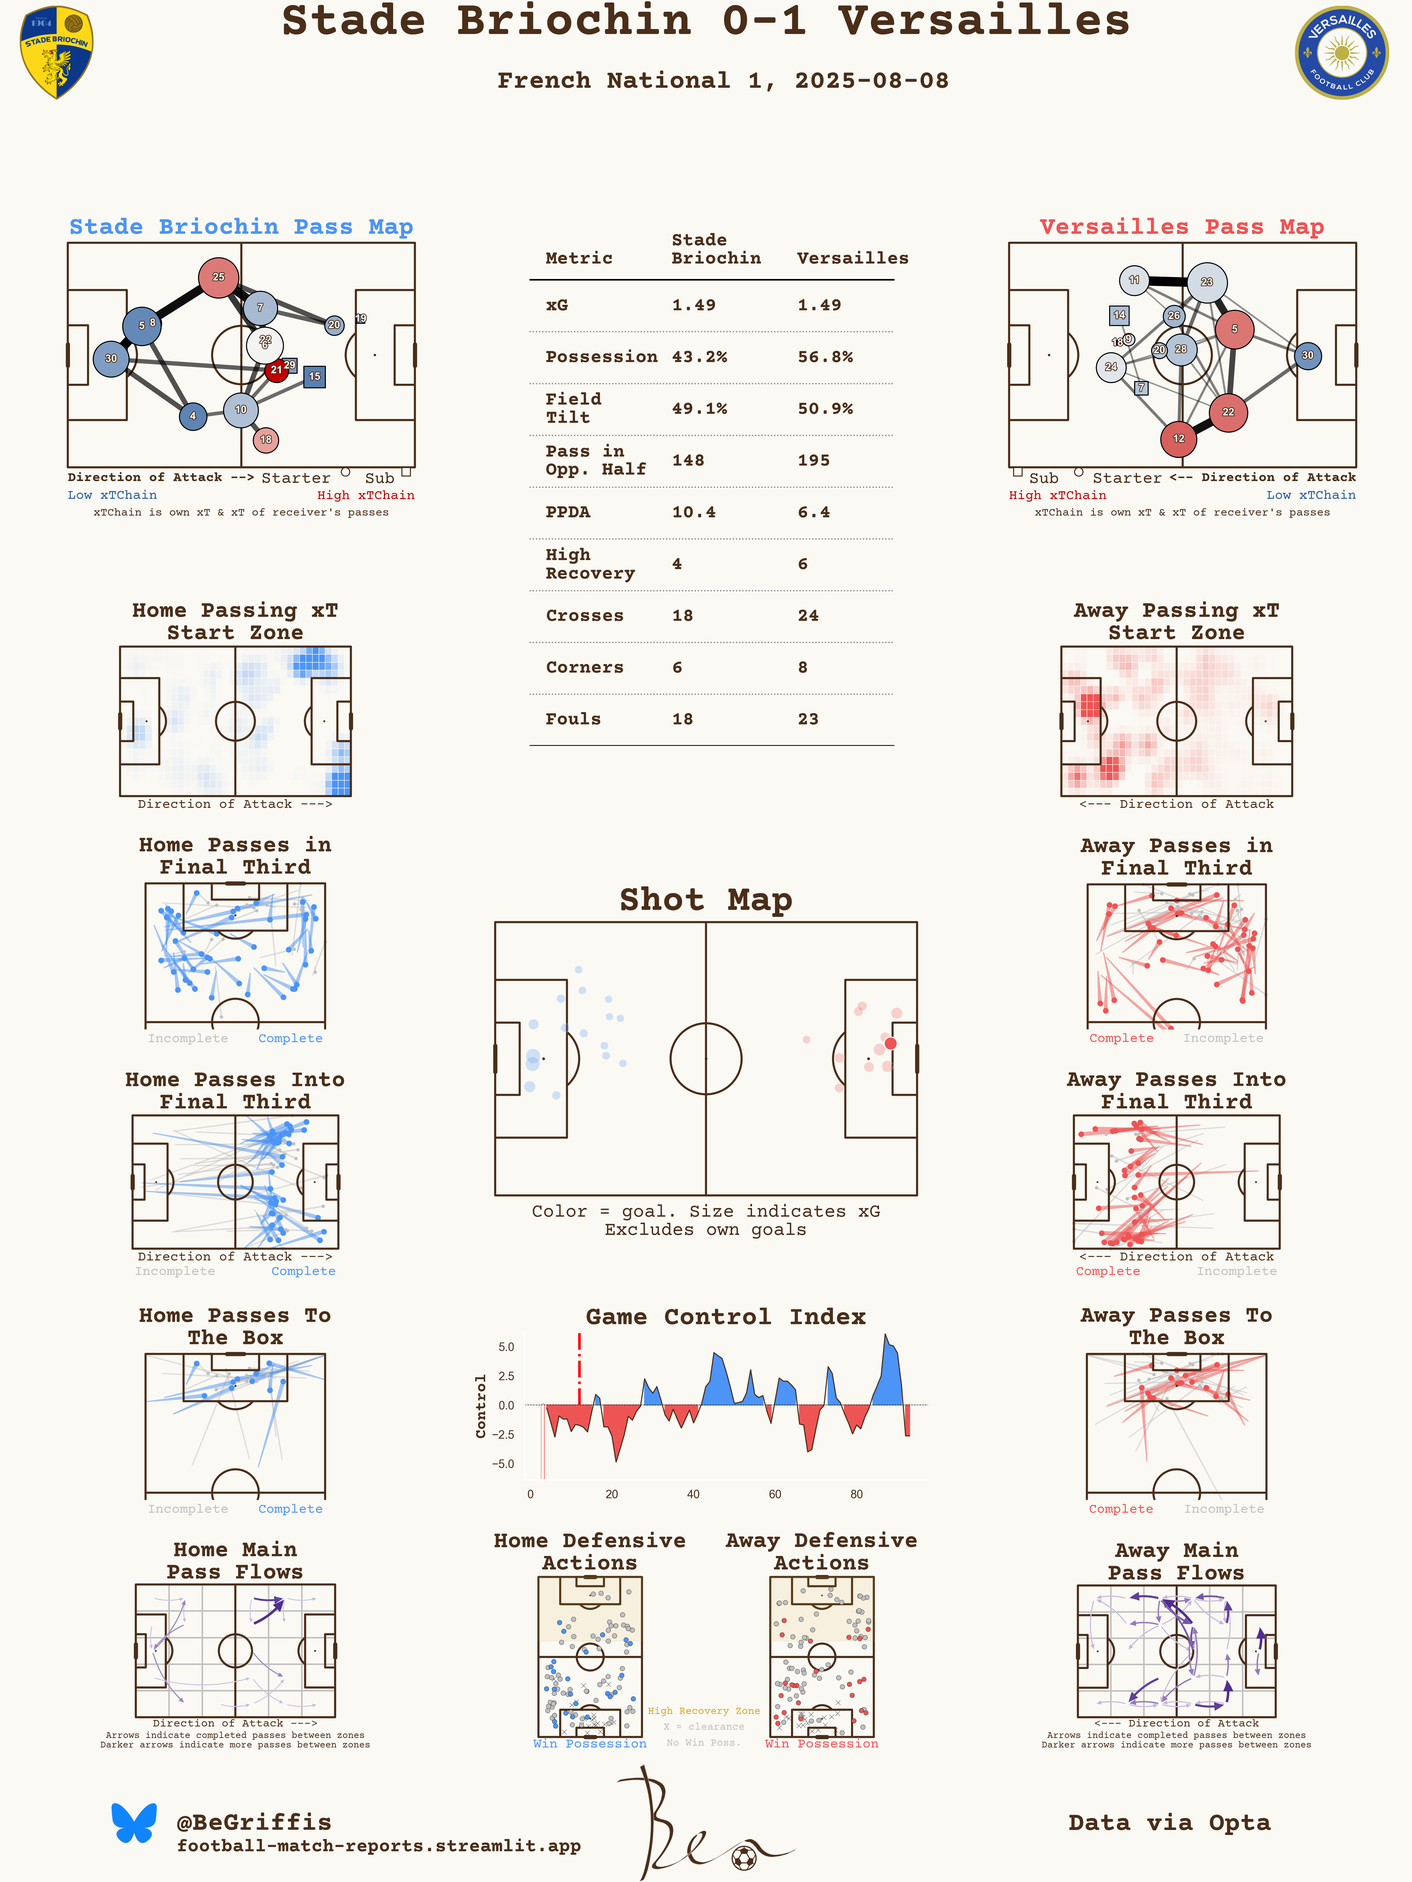 Stade Briochin 0-1 Versailles
French National 1, 2025-08-08
1904
STADE BRIOCHIN
VERSAILLES
FOOTBALL CLUB
Stade Briochin Pass Map
25
7
5
8
20
19
22
6
30
21
29
15
4
10
18
Direction of Attack --> Starter Sub
Low xTChain High xTChain
xTChain is own xT & xT of receiver's passes
Metric Stade Briochin Versailles
xG 1.49 1.49
Possession 43.2% 56.8%
Field Tilt 49.1% 50.9%
Pass in Opp. Half 148 195
PPDA 10.4 6.4
High Recovery 4 6
Crosses 18 24
Corners 6 8
Fouls 18 23
Versailles Pass Map
11
23
14
26
5
18
9
20
28
30
24
7
22
12
Sub Starter <-- Direction of Attack
High xTChain Low xTChain
xTChain is own xT & xT of receiver's passes
Home Passing xT
Start Zone
Direction of Attack --->
Away Passing xT
Start Zone
<--- Direction of Attack
Home Passes in
Final Third
Incomplete Complete
Away Passes in
Final Third
Complete Incomplete
Shot Map
Color = goal. Size indicates xG
Excludes own goals
Home Passes Into
Final Third
Direction of Attack --->
Incomplete Complete
Away Passes Into
Final Third
<--- Direction of Attack
Complete Incomplete
Home Passes To
The Box
Incomplete Complete
Game Control Index
Control
5.0
2.5
0.0
−2.5
−5.0
0 20 40 60 80
Away Passes To
The Box
Complete Incomplete
Home Main
Pass Flows
Direction of Attack --->
Arrows indicate completed passes between zones
Darker arrows indicate more passes between zones
Home Defensive
Actions
Win Possession
Away Defensive
Actions
Win Possession
High Recovery Zone
X = clearance
No Win Poss.
Away Main
Pass Flows
<--- Direction of Attack
Arrows indicate completed passes between zones
Darker arrows indicate more passes between zones
@BeGriffis
football-match-reports.streamlit.app
Ben
Data via Opta